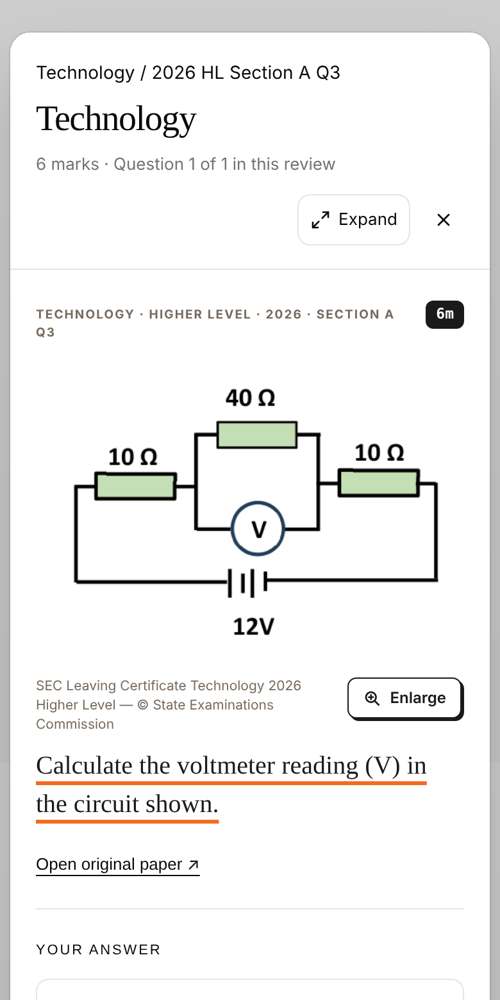 Technology / 2026 HL Section A Q3
Technology
6 marks · Question 1 of 1 in this review
Expand
TECHNOLOGY · HIGHER LEVEL · 2026 · SECTION A
Q3
6m
40 Ω
10 Ω
10 Ω
V
12V
SEC Leaving Certificate Technology 2026
Higher Level — © State Examinations
Commission
Enlarge
Calculate the voltmeter reading (V) in
the circuit shown.
Open original paper ↗
YOUR ANSWER